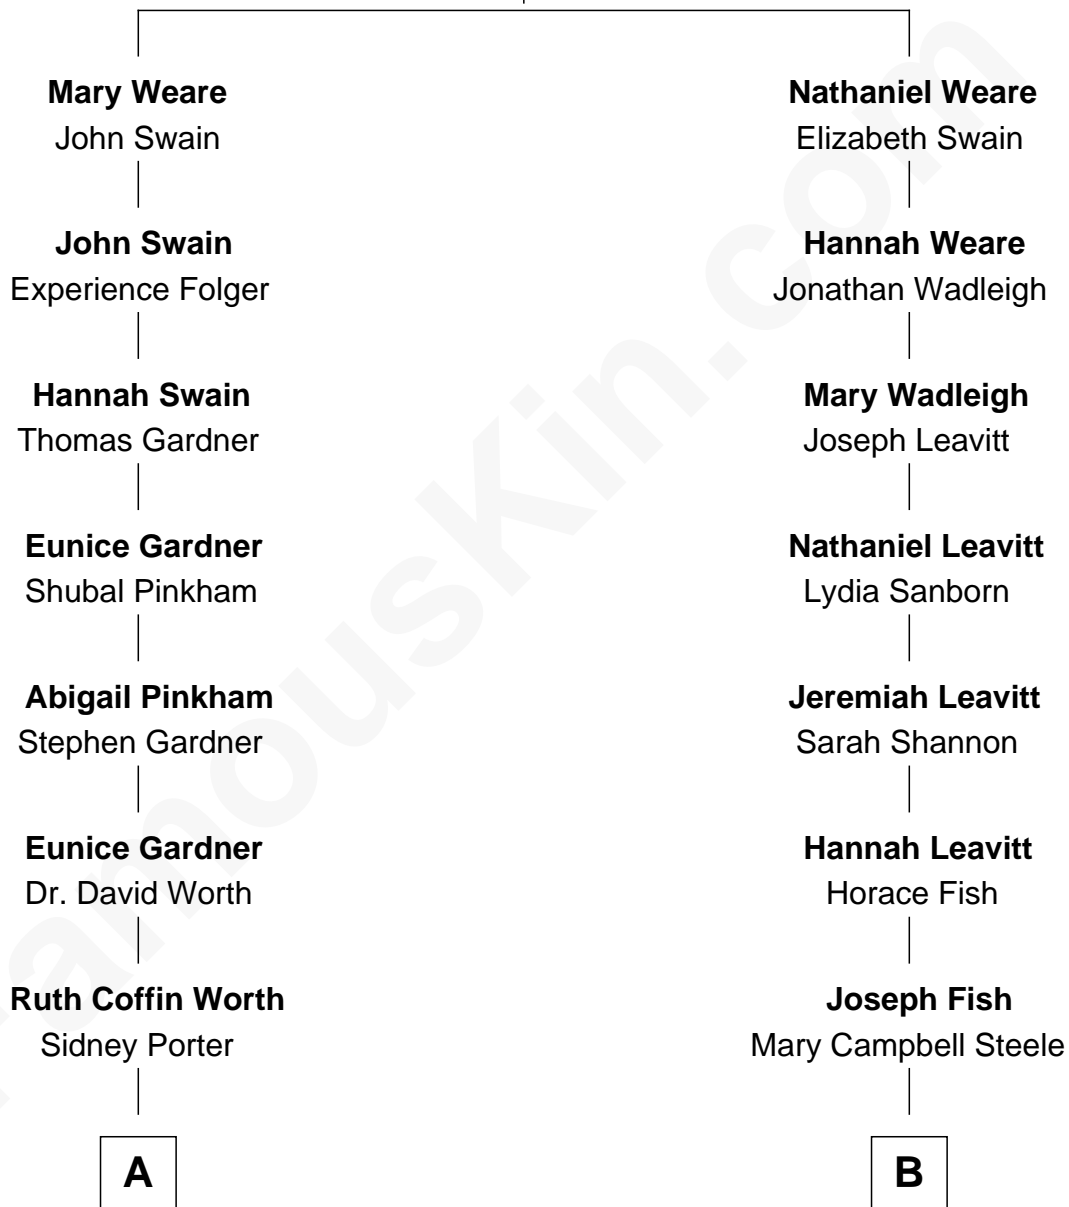 Mary Weare
John Swain
John Swain
Experience Folger
Hannah Swain
Thomas Gardner
Eunice Gardner
Shubal Pinkham
Abigail Pinkham
Stephen Gardner
Eunice Gardner
Dr. David Worth
Ruth Coffin Worth
Sidney Porter
A
Nathaniel Weare
Elizabeth Swain
Hannah Weare
Jonathan Wadleigh
Mary Wadleigh
Joseph Leavitt
Nathaniel Leavitt
Lydia Sanborn
Jeremiah Leavitt
Sarah Shannon
Hannah Leavitt
Horace Fish
Joseph Fish
Mary Campbell Steele
B
FamousKin.com